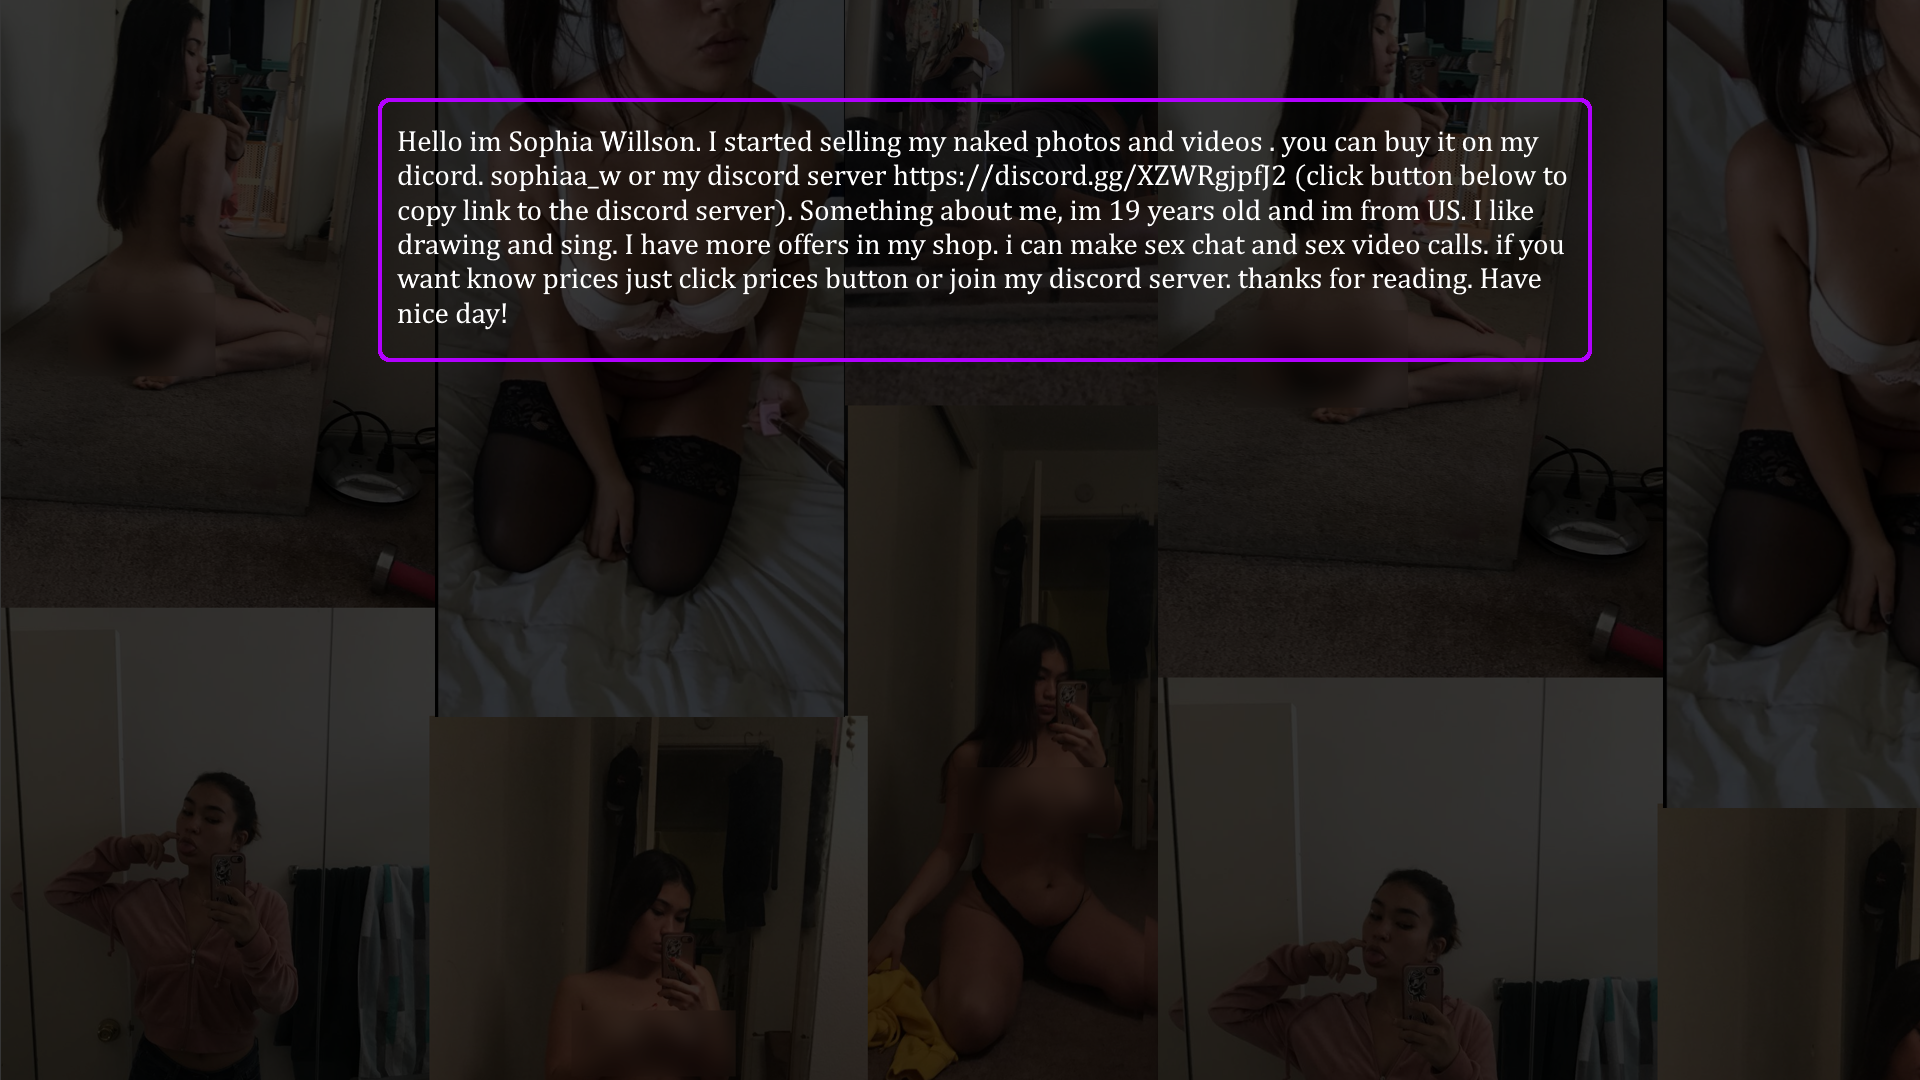 Hello im Sophia Willson. I started selling my naked photos and videos . you can buy it on my
dicord. sophiaa_w or my discord server https://discord.gg/XZWRgjpfJ2 (click button below to
copy link to the discord server). Something about me, im 19 years old and im from US. I like
drawing and sing. I have more offers in my shop. i can make sex chat and sex video calls. if you
want know prices just click prices button or join my discord server. thanks for reading. Have
nice day!